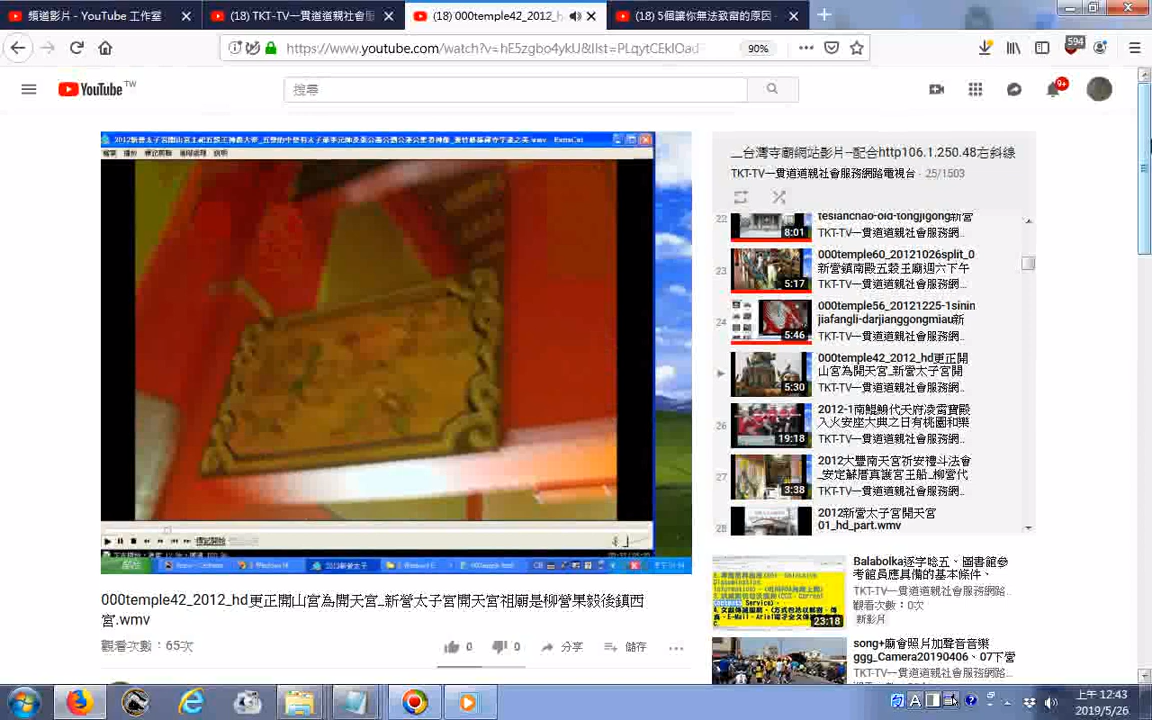 頻道影片 - YouTube 工作室
(18) TKT-TV一貫道道親社會
(18) 000temple42_2012_h
(18) 5個讓你無法致富的原因
https://www.youtube.com/watch?v=hE5zgbo4ykU&list=PLqytCEkIOaD
90%
594
YouTube TW
搜尋
9+
二台灣寺廟網站影片--配合http106.1.250.48右斜線
TKT-TV一貫道道親社會服務網路電視台 - 25/1503
22
tesianchao-old-tongjigong新宮
TKT-TV一貫道道親社會服務網...
8:01
23
000temple60_20121026split_0
新營鎮南殿五穀王廟週六下午
TKT-TV一貫道道親社會服務網...
5:17
24
000temple56_20121225-1sinin
jiafangli-darjianggongmiau新
TKT-TV一貫道道親社會服務網...
5:46
000temple42_2012_hd更正開
山宮為開天宮_新營太子宮開
TKT-TV一貫道道親社會服務網...
5:30
26
2012-1南鯤鯓代天府凌霄寶殿
入火安座大典之日有桃園和樂
TKT-TV一貫道道親社會服務網...
19:18
27
2012大豐南天宮祈安禮斗法會
_安定蘇厝真護宮王船_柳營代
TKT-TV一貫道道親社會服務網...
3:38
28
2012新營太子宮開天宮
01_hd_part.wmv
Balabolka逐字唸五、圖書館參
考館員應具備的基本條件、
TKT-TV一貫道道親社會服務網路...
觀看次數：0次
新影片
23:18
song+廟會照片加聲音音樂
ggg_Camera20190406、07下營
TKT-TV一貫道道親社會服務網路...
000temple42_2012_hd更正開山宮為開天宮_新營太子宮開天宮祖廟是柳營果毅後鎮西
宮.wmv
觀看次數：65次
0
0
分享
儲存
上午 12:43
2019/5/26